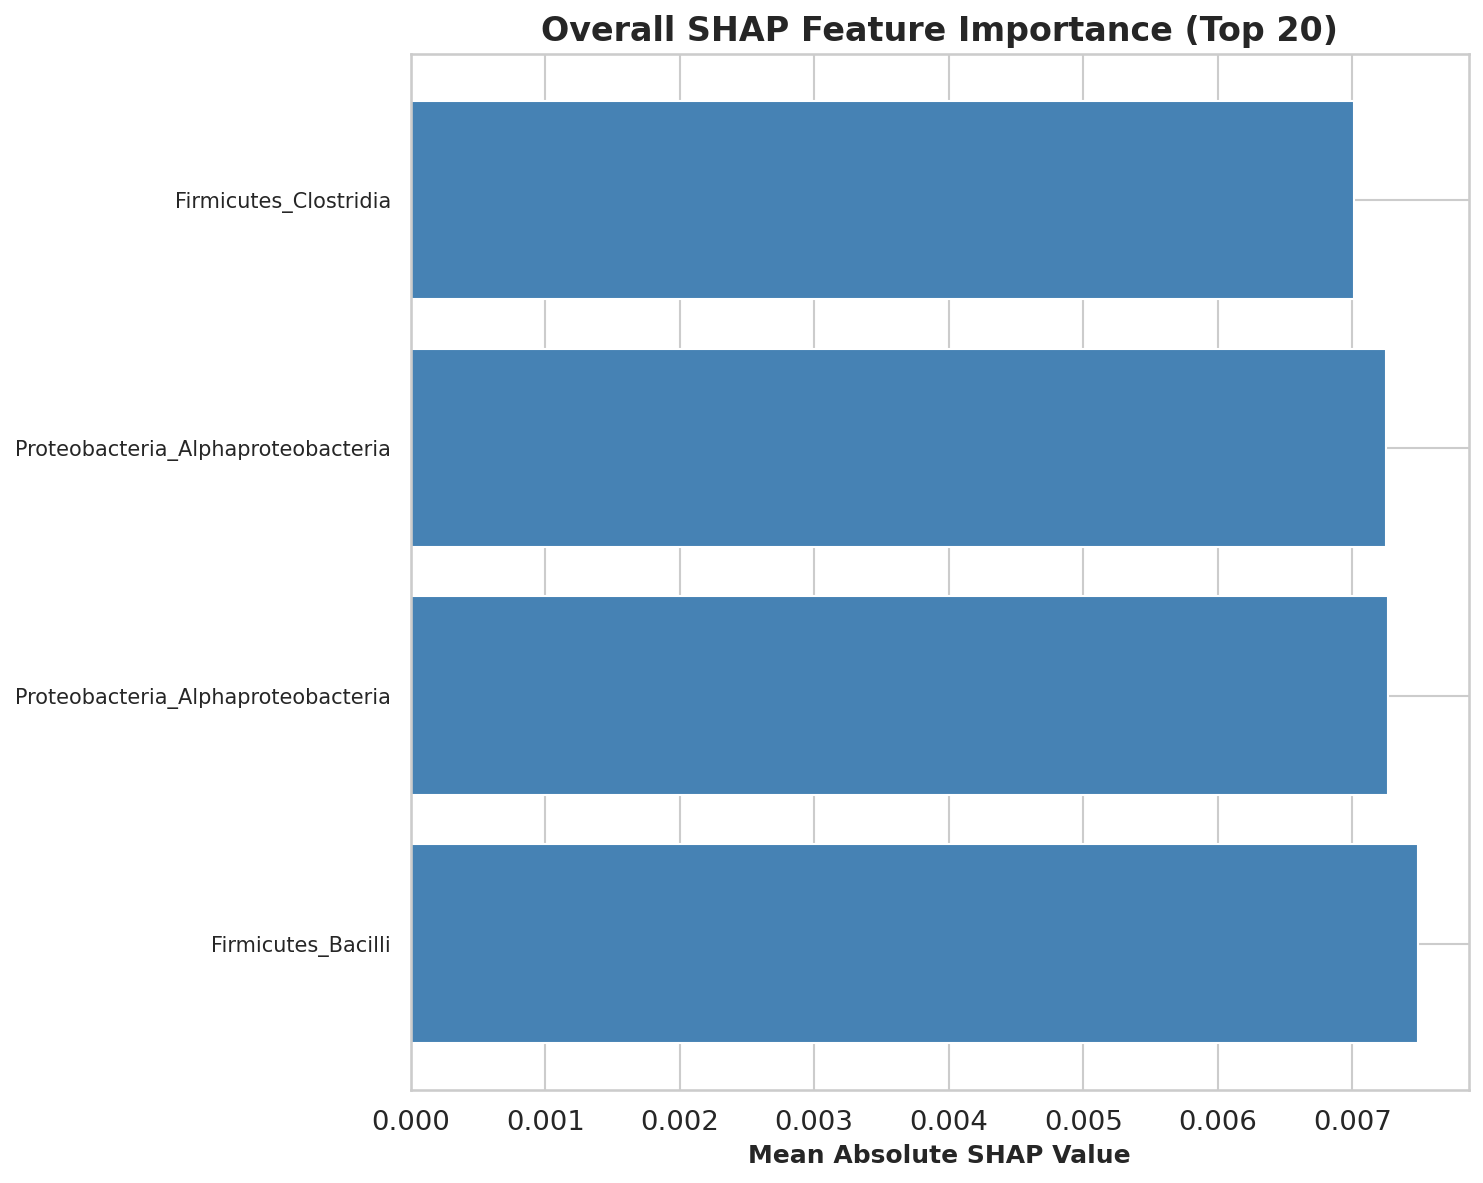 Overall SHAP Feature Importance (Top 20)
Firmicutes_Clostridia
Proteobacteria_Alphaproteobacteria
Proteobacteria_Alphaproteobacteria
Firmicutes_Bacilli
0.000 0.001 0.002 0.003 0.004 0.005 0.006 0.007
Mean Absolute SHAP Value